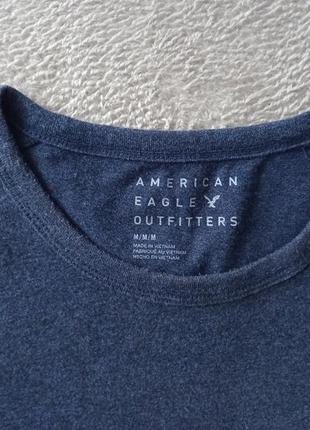 AMERICAN
EAGLE
OUTFITTERS
M/M/M
MADE IN VIETNAM
FABRIQUÉ AU VIETNAM
HECHO EN VIETNAM